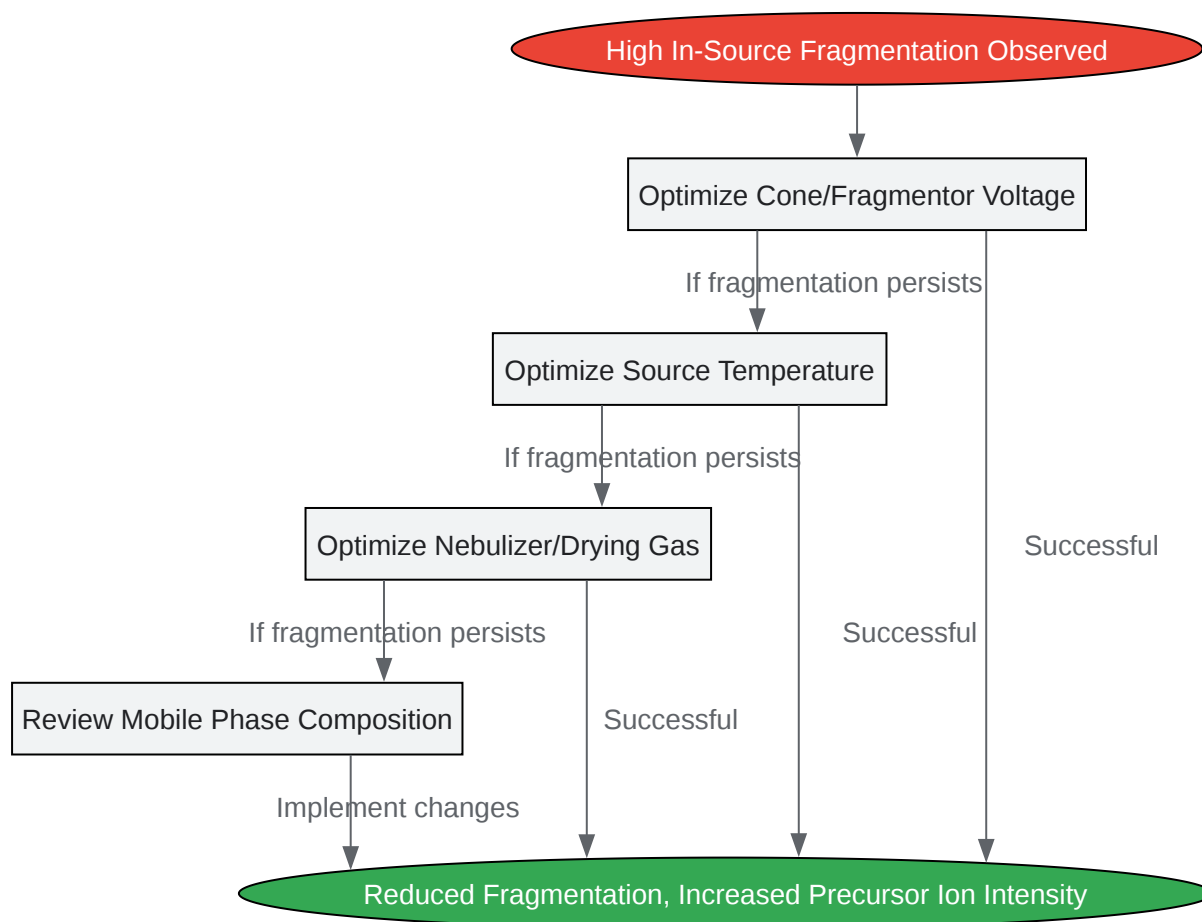 High In-Source Fragmentation Observed
Optimize Cone/Fragmentor Voltage
If fragmentation persists
Optimize Source Temperature
If fragmentation persists
Optimize Nebulizer/Drying Gas
Successful
If fragmentation persists
Successful
Review Mobile Phase Composition
Successful
Implement changes
Reduced Fragmentation, Increased Precursor Ion Intensity